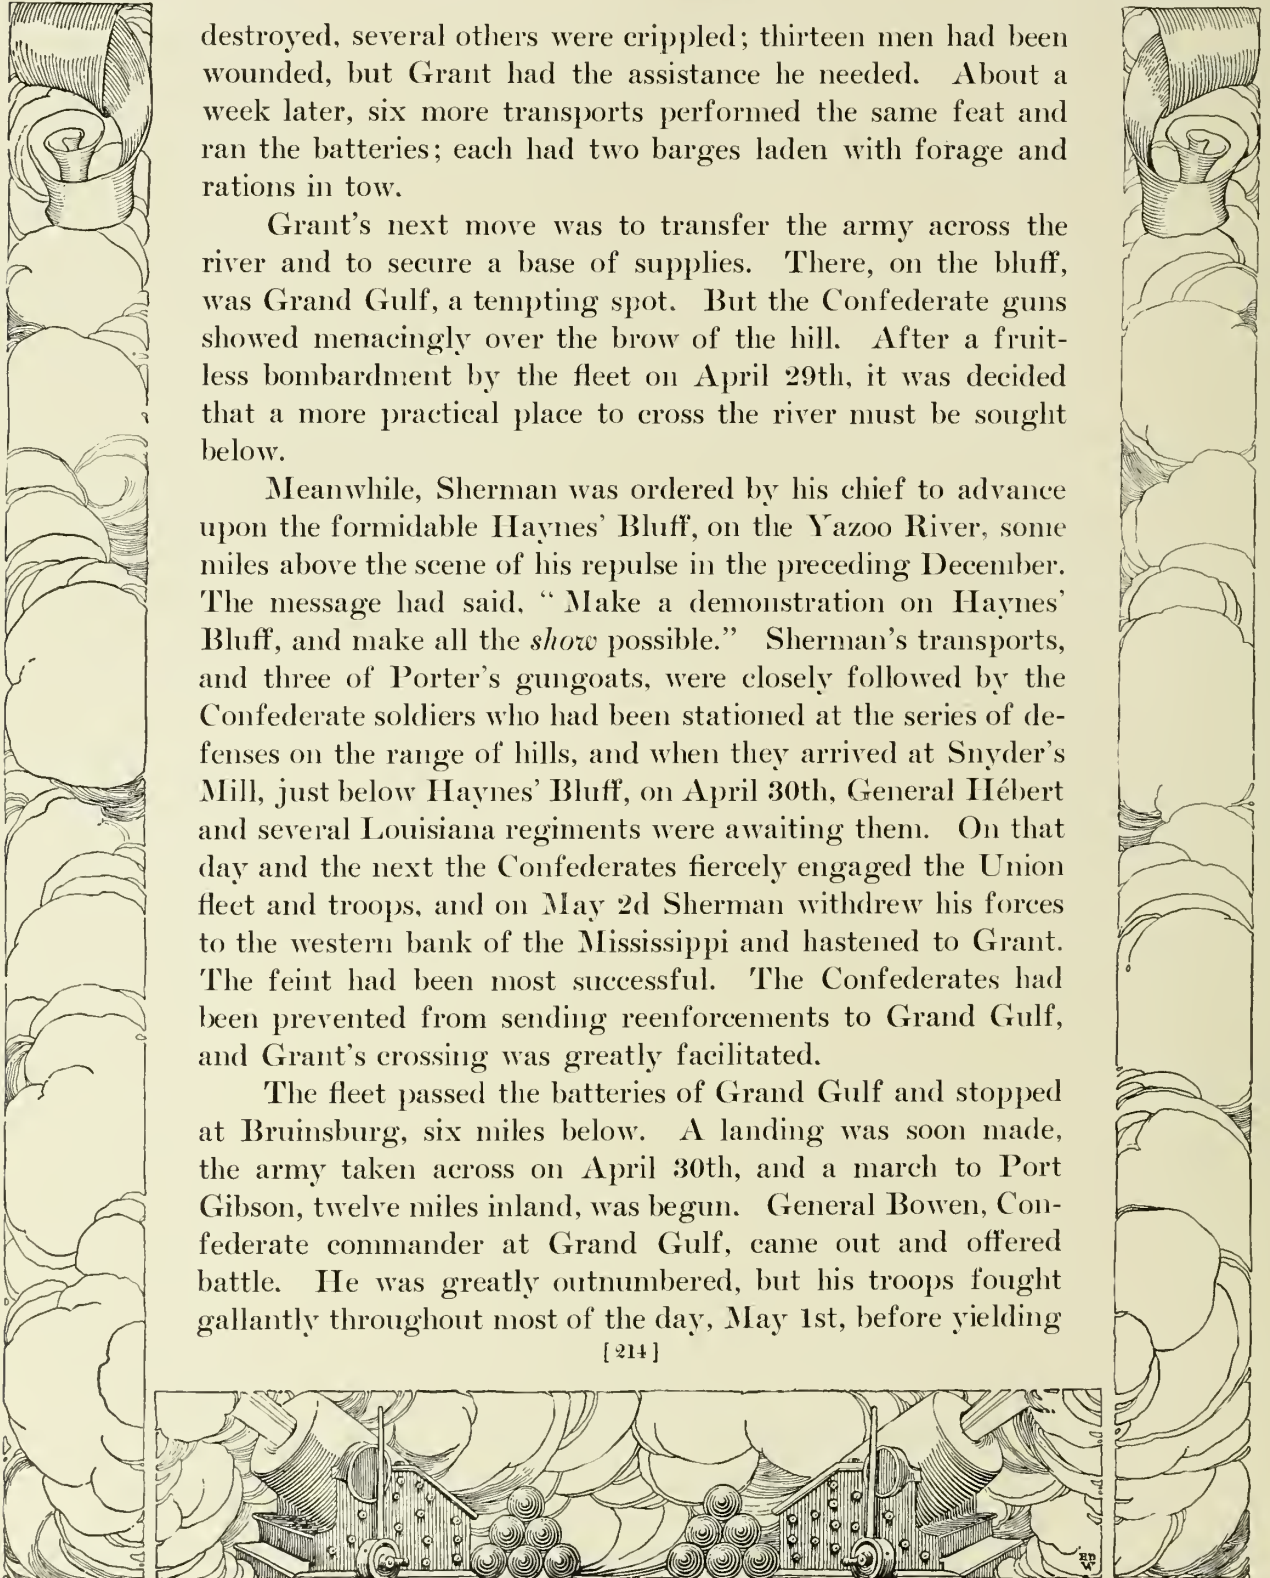 destroyed, several others were crippled; thirteen men had been
wounded, but Grant had the assistance he needed. About a
week later, six more transports performed the same feat and
ran the batteries; each had two barges laden with forage and
rations in tow.
Grant's next move was to transfer the army across the
river and to secure a base of supplies. There, on the bluff,
was Grand Gulf, a tempting spot. But the Confederate guns
showed menacingly over the brow of the hill. After a fruit-
less bombardment by the fleet on April 29th, it was decided
that a more practical place to cross the river must be sought
below.
Meanwhile, Sherman was ordered by his chief to advance
upon the formidable Haynes' Bluff, on the Yazoo River, some
miles above the scene of his repulse in the preceding December.
The message had said, “ Make a demonstration on Haynes'
Bluff, and make all the show possible.” Sherman's transports,
and three of Porter's gungoats, were closely followed by the
Confederate soldiers who had been stationed at the series of de-
fenses on the range of hills, and when they arrived at Snyder's
Mill, just below Haynes' Bluff, on April 30th, General Hébert
and several Louisiana regiments were awaiting them. On that
day and the next the Confederates fiercely engaged the Union
fleet and troops, and on May 2d Sherman withdrew his forces
to the western bank of the Mississippi and hastened to Grant.
The feint had been most successful. The Confederates had
been prevented from sending reenforcements to Grand Gulf,
and Grant's crossing was greatly facilitated.
The fleet passed the batteries of Grand Gulf and stopped
at Bruinsburg, six miles below. A landing was soon made,
the army taken across on April 30th, and a march to Port
Gibson, twelve miles inland, was begun. General Bowen, Con-
federate commander at Grand Gulf, came out and offered
battle. He was greatly outnumbered, but his troops fought
gallantly throughout most of the day, May 1st, before yielding
[214]